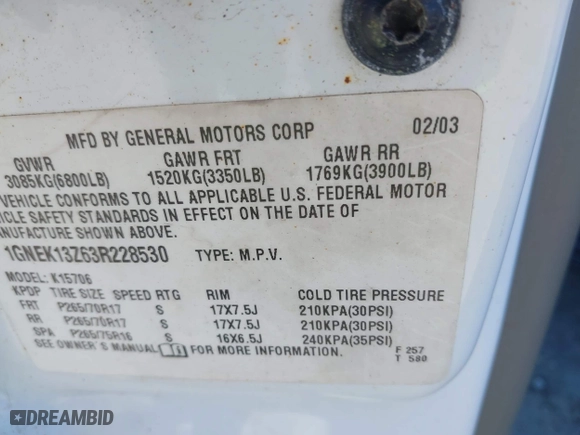 MFD BY GENERAL MOTORS CORP 02/03
GVWR GAWR FRT GAWR RR
3085KG(6800LB) 1520KG(3350LB) 1769KG(3900LB)
VEHICLE CONFORMS TO ALL APPLICABLE U.S. FEDERAL MOTOR
VEHICLE SAFETY STANDARDS IN EFFECT ON THE DATE OF
MANUFACTURE SHOWN ABOVE.
1GNEK13Z63R228530 TYPE: M.P.V.
MODEL: K15706
KPDP TIRE SIZE SPEED RTG RIM COLD TIRE PRESSURE
FRT P265/70R17 S 17X7.5J 210KPA(30PSI)
RR P265/70R17 S 17X7.5J 210KPA(30PSI)
SPA P265/75R16 S 16X6.5J 240KPA(35PSI)
SEE OWNER'S MANUAL FOR MORE INFORMATION. F 257
T 580
DREAMBID